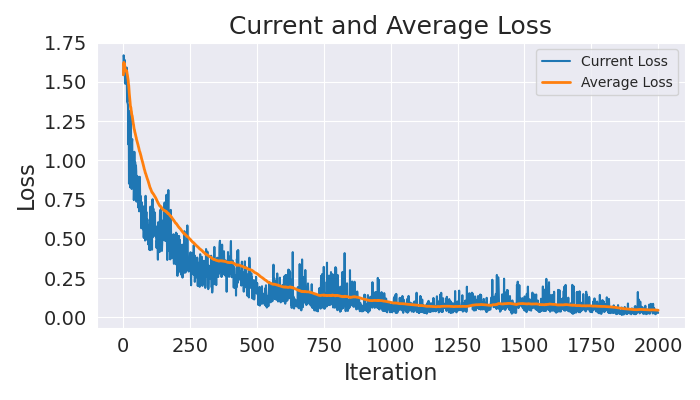 Current and Average Loss
Current Loss
Average Loss
Loss
1.75
1.50
1.25
1.00
0.75
0.50
0.25
0.00
0 250 500 750 1000 1250 1500 1750 2000
Iteration